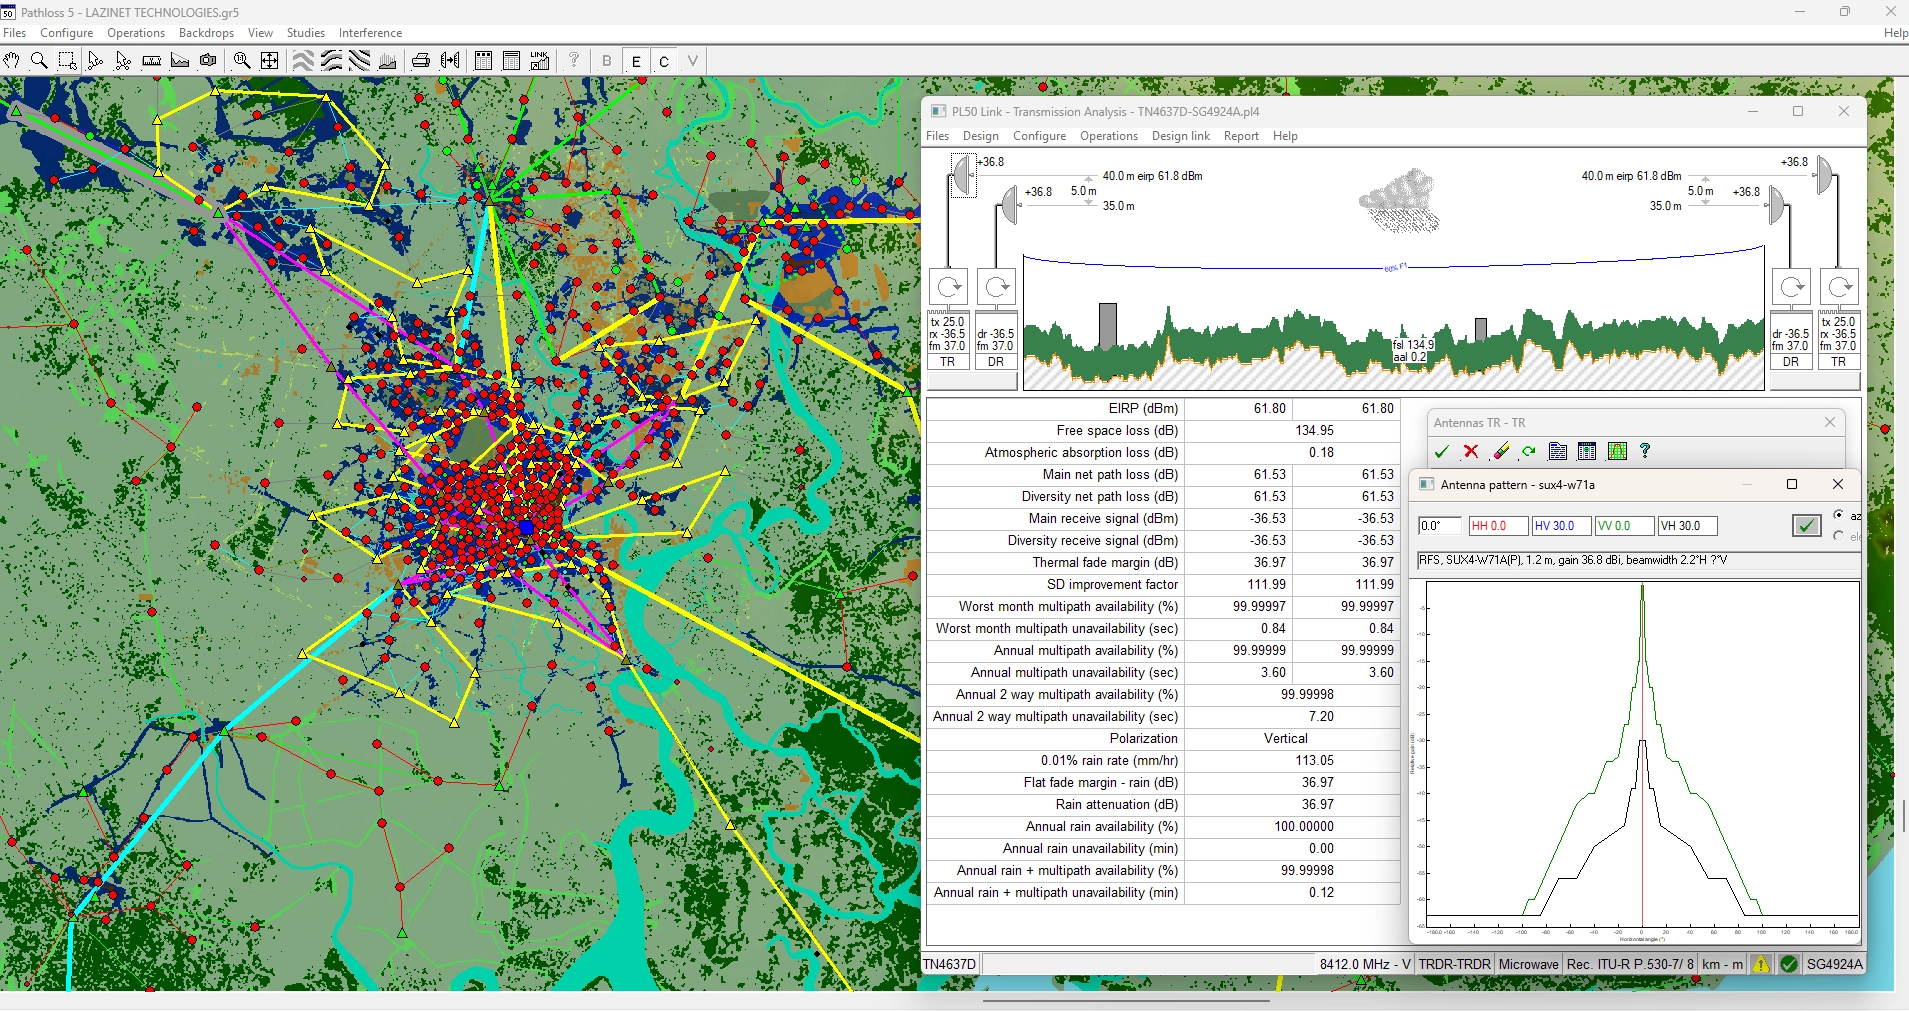 Pathloss 5 - LAZINET TECHNOLOGIES.gr5
Files Configure Operations Backdrops View Studies Interference
Help
LINK
? B E C V
PL50 Link - Transmission Analysis - TN4637D-SG4924A.pl4
Files Design Configure Operations Design link Report Help
+36.8
40.0 m eirp 61.8 dBm
+36.8
5.0 m
35.0 m
+36.8
40.0 m eirp 61.8 dBm
5.0 m
+36.8
35.0 m
60% F1
tx 25.0
rx -36.5
fm 37.0
TR
dr -36.5
fm 37.0
DR
fsl 134.9
aal 0.2
dr -36.5
fm 37.0
DR
tx 25.0
rx -36.5
fm 37.0
TR
EIRP (dBm) 61.80 61.80
Free space loss (dB) 134.95
Atmospheric absorption loss (dB) 0.18
Main net path loss (dB) 61.53 61.53
Diversity net path loss (dB) 61.53 61.53
Main receive signal (dBm) -36.53 -36.53
Diversity receive signal (dBm) -36.53 -36.53
Thermal fade margin (dB) 36.97 36.97
SD improvement factor 111.99 111.99
Worst month multipath availability (%) 99.99997 99.99997
Worst month multipath unavailability (sec) 0.84 0.84
Annual multipath availability (%) 99.99999 99.99999
Annual multipath unavailability (sec) 3.60 3.60
Annual 2 way multipath availability (%) 99.99998
Annual 2 way multipath unavailability (sec) 7.20
Polarization Vertical
0.01% rain rate (mm/hr) 113.05
Flat fade margin - rain (dB) 36.97
Rain attenuation (dB) 36.97
Annual rain availability (%) 100.00000
Annual rain unavailability (min) 0.00
Annual rain + multipath availability (%) 99.99998
Annual rain + multipath unavailability (min) 0.12
Antennas TR - TR
?
Antenna pattern - sux4-w71a
0.0° HH 0.0 HV 30.0 VV 0.0 VH 30.0
az
ele
RFS, SUX4-W71A(P), 1.2 m, gain 36.8 dBi, beamwidth 2.2°H ?°V
Horizontal angle (°)
TN4637D
8412.0 MHz - V TRDR-TRDR Microwave Rec. ITU-R P.530-7/ 8 km - m SG4924A